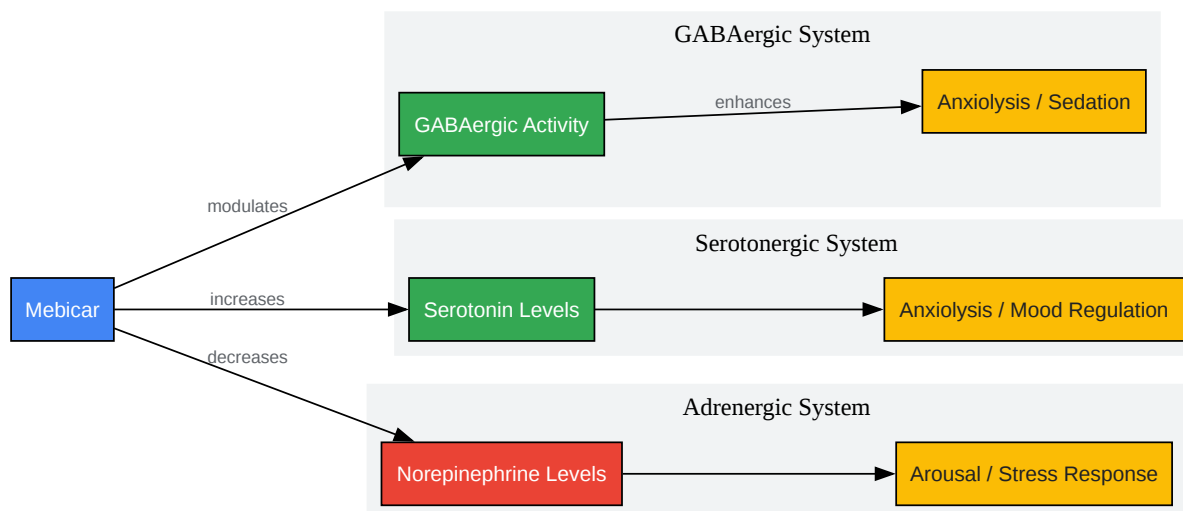 GABAergic System
GABAergic Activity
enhances
Anxiolysis / Sedation
modulates
Serotonergic System
Mebicar
increases
Serotonin Levels
Anxiolysis / Mood Regulation
decreases
Adrenergic System
Norepinephrine Levels
Arousal / Stress Response